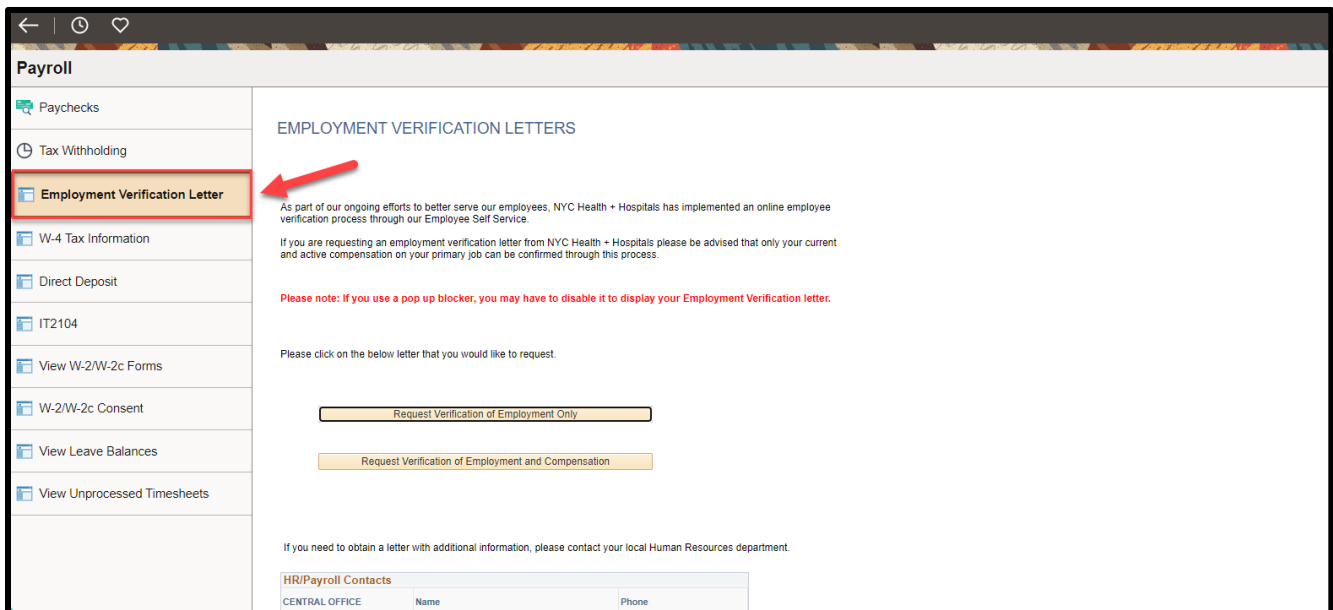 Payroll
Paychecks
Tax Withholding
Employment Verification Letter
W-4 Tax Information
Direct Deposit
IT2104
View W-2/W-2c Forms
W-2/W-2c Consent
View Leave Balances
View Unprocessed Timesheets
EMPLOYMENT VERIFICATION LETTERS
As part of our ongoing efforts to better serve our employees, NYC Health + Hospitals has implemented an online employee
verification process through our Employee Self Service.
If you are requesting an employment verification letter from NYC Health + Hospitals please be advised that only your current
and active compensation on your primary job can be confirmed through this process.
Please note: If you use a pop up blocker, you may have to disable it to display your Employment Verification letter.
Please click on the below letter that you would like to request.
Request Verification of Employment Only
Request Verification of Employment and Compensation
If you need to obtain a letter with additional information, please contact your local Human Resources department.
HR/Payroll Contacts
CENTRAL OFFICE Name Phone